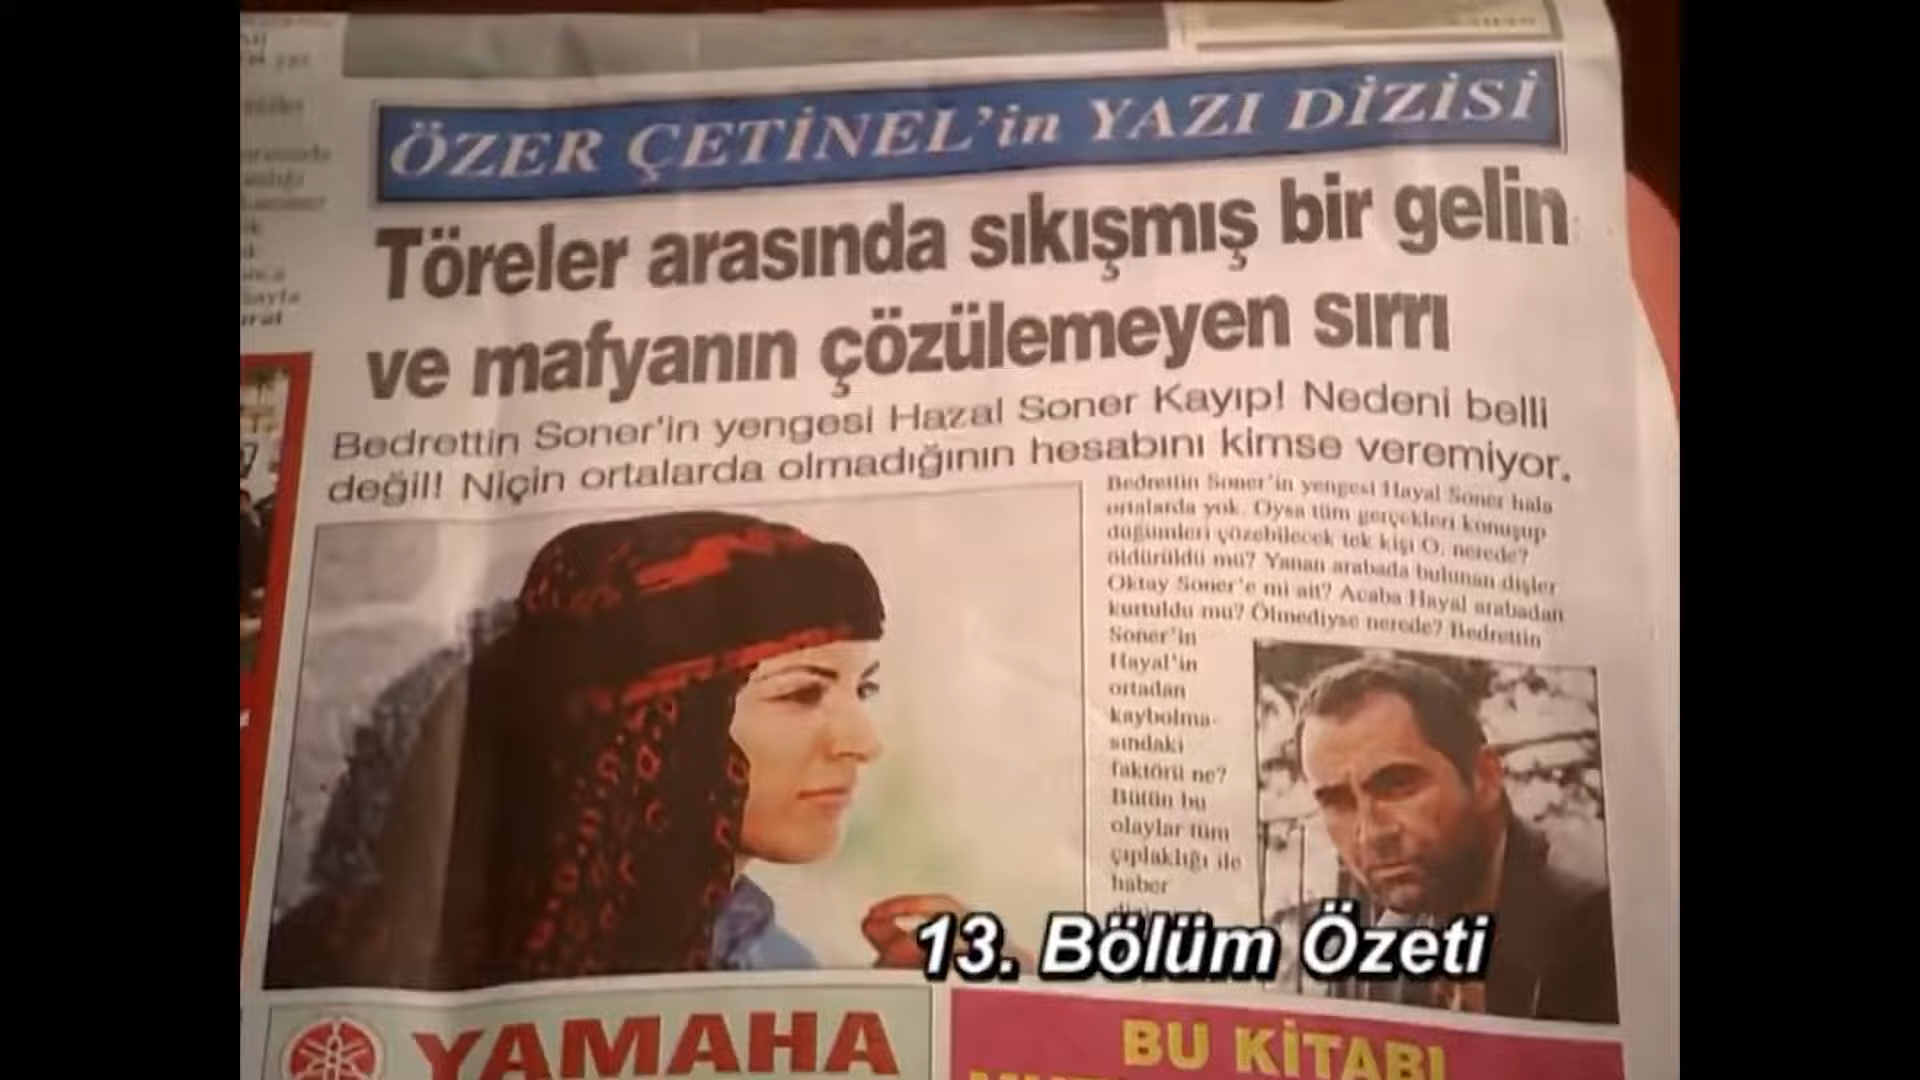 ÖZER ÇETİNEL'in YAZI DİZİSİ
Töreler arasında sıkışmış bir gelin
ve mafyanın çözülemeyen sırrı
Bedrettin Soner'in yengesi Hazal Soner Kayıp! Nedeni belli
değil! Niçin ortalarda olmadığının hesabını kimse veremiyor.
Bedrettin Soner'in yengesi Hayal Soner hala
ortalarda yok. Oysa tüm gerçekleri konuşup
düğümleri çözebilecek tek kişi O. nerede?
öldürüldü mü? Yanan arabada bulunan dişler
Oktay Soner'e mi ait? Acaba Hayal arabadan
kurtuldu mu? Ölmediyse nerede? Bedrettin
Soner'in
Hayal'in
ortadan
kaybolma-
sındaki
faktörü ne?
Bütün bu
olaylar tüm
çıplaklığı ile
haber
13. Bölüm Özeti
YAMAHA
BU KİTABI